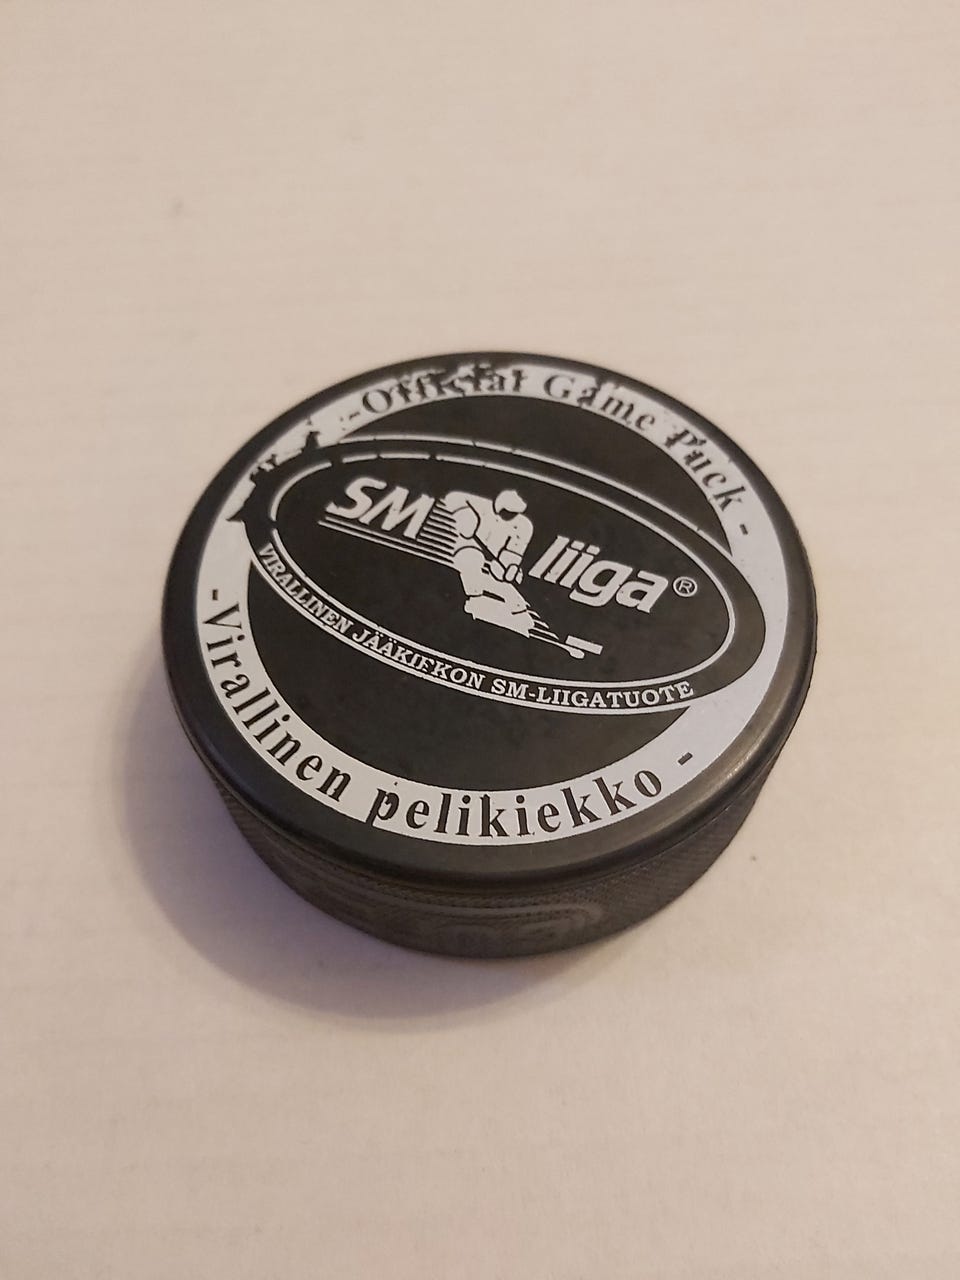 -Official Game Puck -
SM liiga®
VIRALLINEN JÄÄKIEKON SM-LIIGATUOTE
-Virallinen pelikiekko -